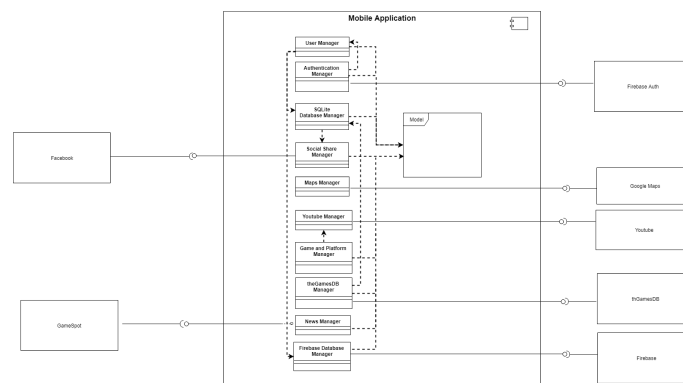 Mobile Application
User Manager
Authentication
Manager
Firebase Auth
SQLite
Database Manager
Model
Social Share
Manager
Facebook
Maps Manager
Google Maps
Youtube Manager
Youtube
Game and Platform
Manager
theGamesDB
Manager
thGamesDB
News Manager
GameSpot
Firebase Database
Manager
Firebase